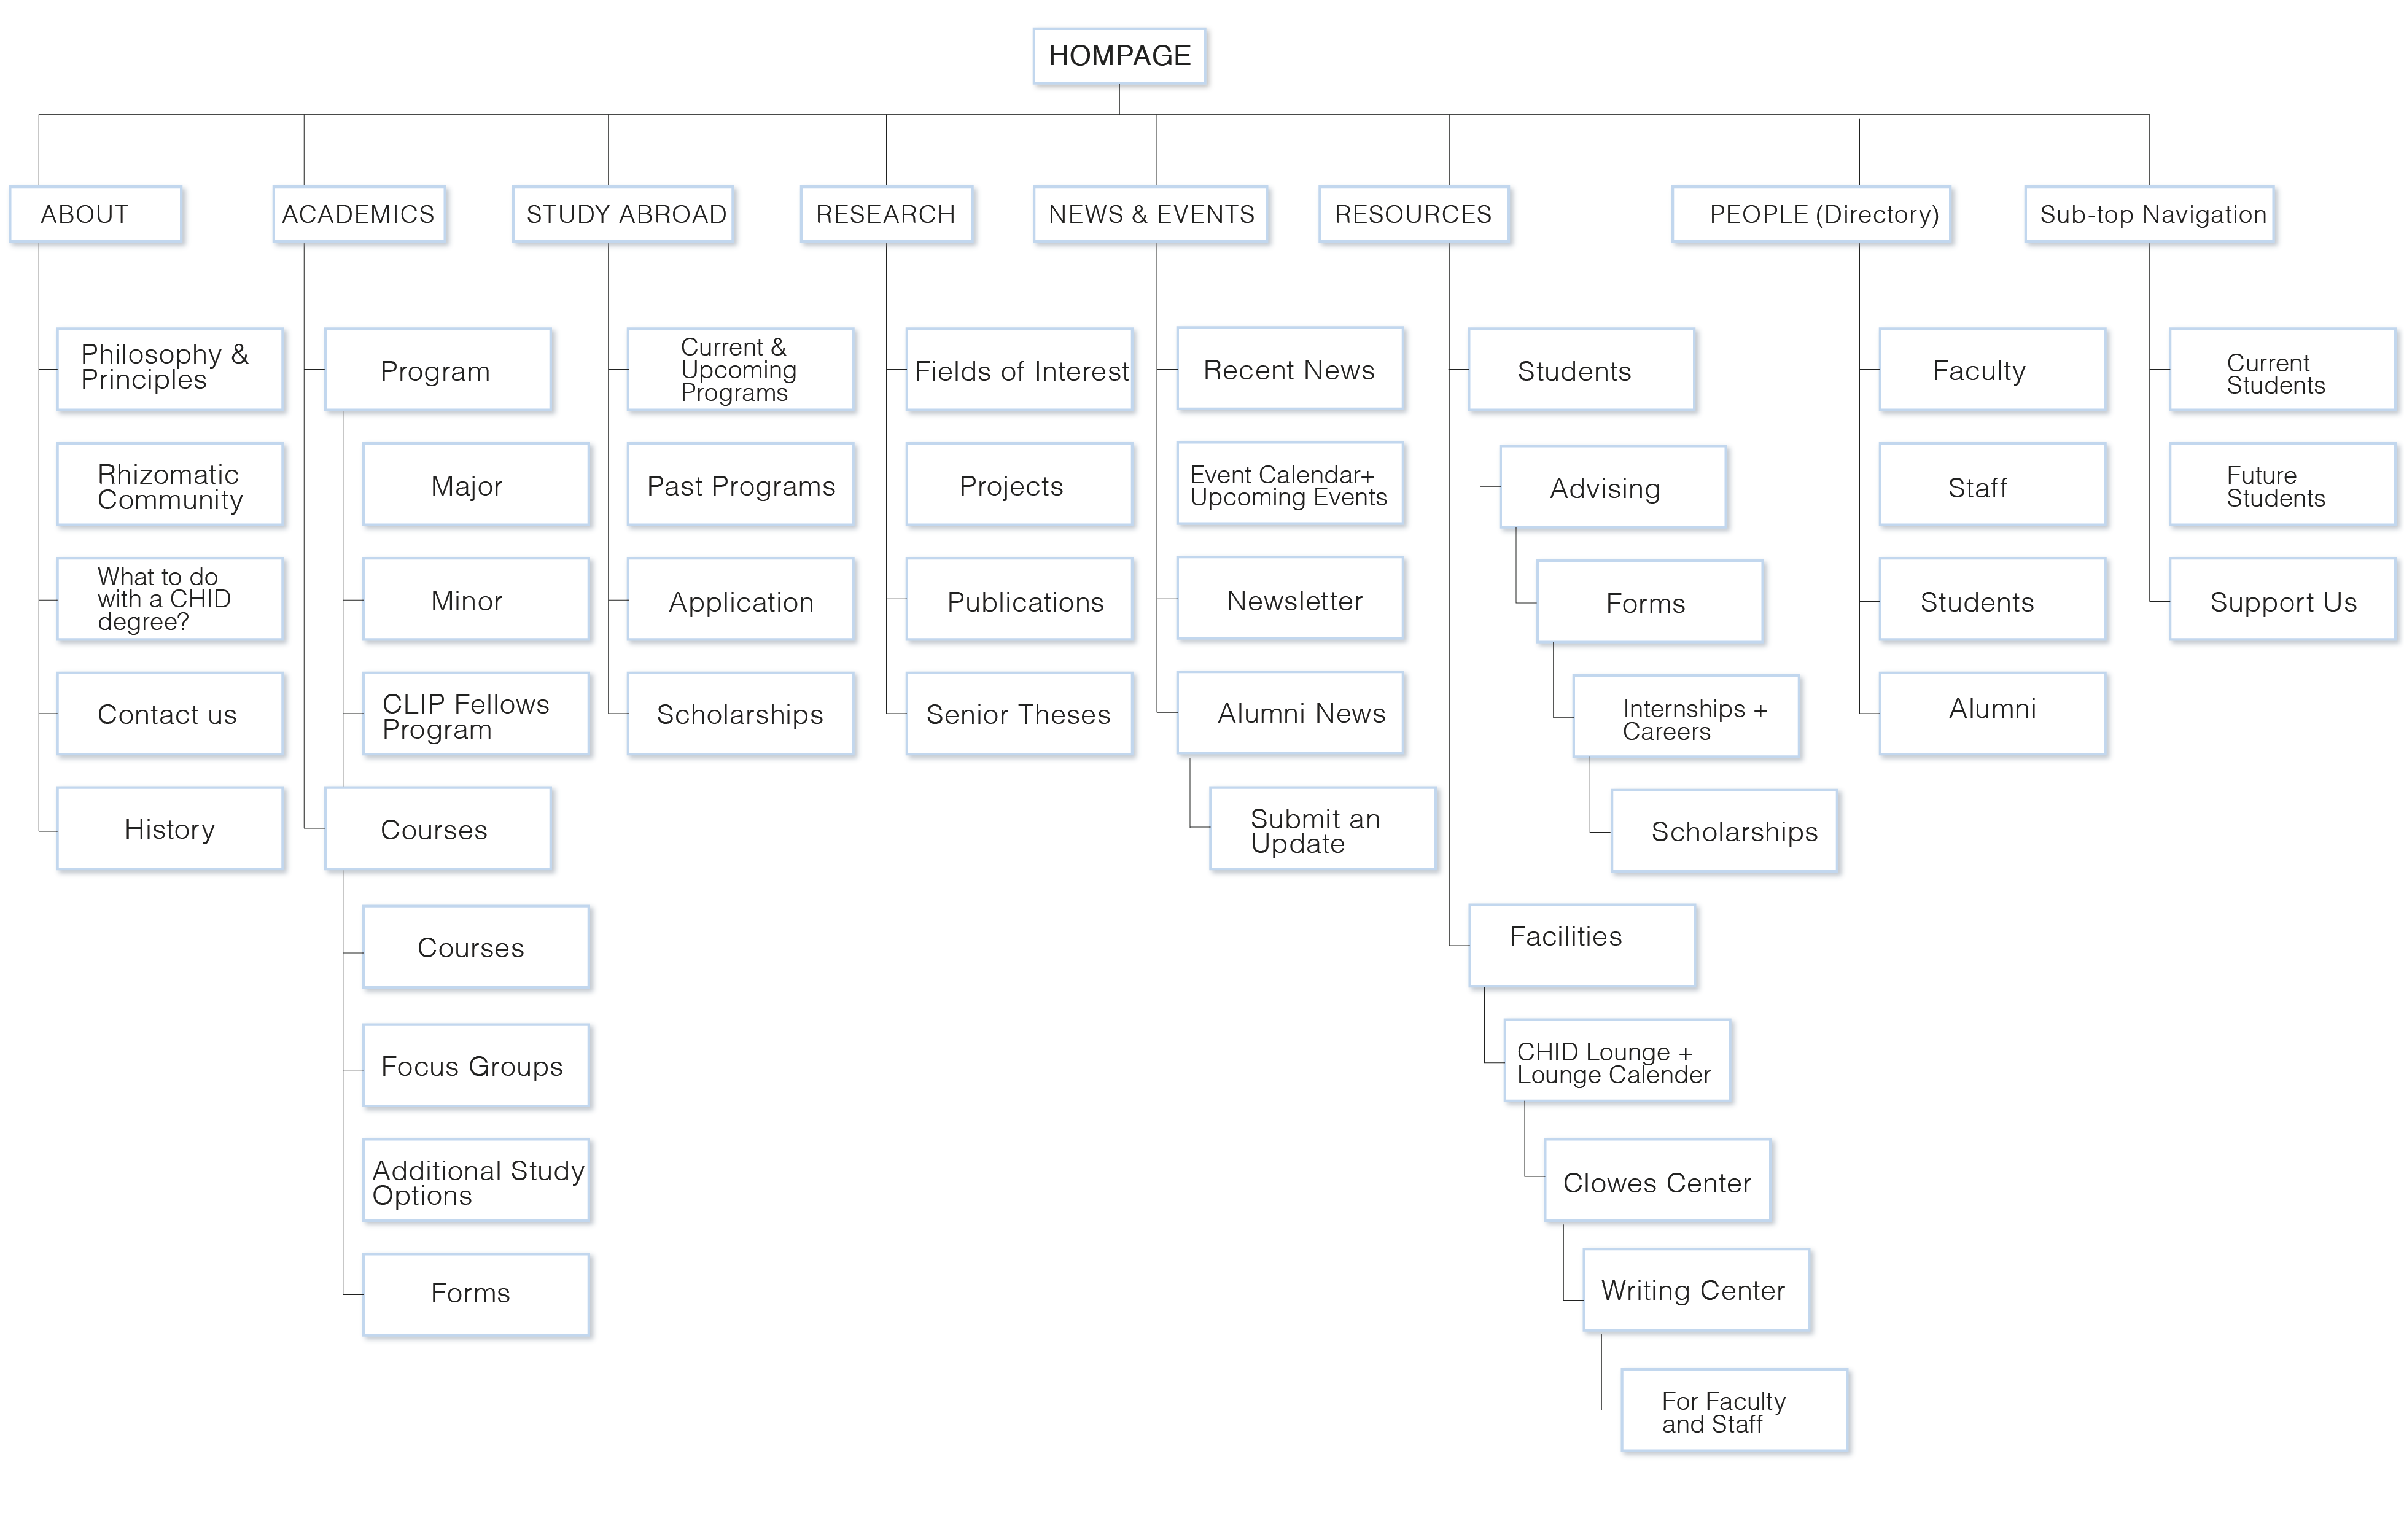 HOMPAGE
ABOUT
ACADEMICS
STUDY ABROAD
RESEARCH
NEWS & EVENTS
RESOURCES
PEOPLE (Directory)
Sub-top Navigation
Philosophy &
Principles
Rhizomatic
Community
What to do
with a CHID
degree?
Contact us
History
Program
Major
Minor
CLIP Fellows
Program
Courses
Courses
Focus Groups
Additional Study
Options
Forms
Current &
Upcoming
Programs
Past Programs
Application
Scholarships
Fields of Interest
Projects
Publications
Senior Theses
Recent News
Event Calendar+
Upcoming Events
Newsletter
Alumni News
Submit an
Update
Students
Advising
Forms
Internships +
Careers
Scholarships
Facilities
CHID Lounge +
Lounge Calender
Clowes Center
Writing Center
For Faculty
and Staff
Faculty
Staff
Students
Alumni
Current
Students
Future
Students
Support Us